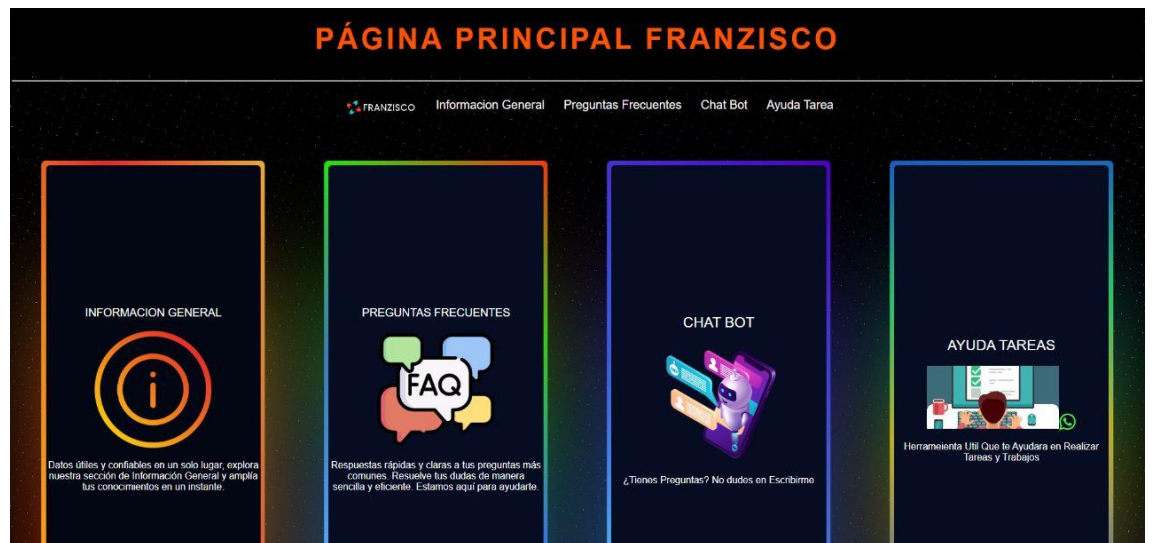 PÁGINA PRINCIPAL FRANZISCO
FRANZISCO Informacion General Preguntas Frecuentes Chat Bot Ayuda Tarea
INFORMACION GENERAL
i
Datos útiles y confiables en un solo lugar, explora
nuestra sección de Información General y amplía
tus conocimientos en un instante.
PREGUNTAS FRECUENTES
FAQ
Respuestas rápidas y claras a tus preguntas más
comunes. Resuelve tus dudas de manera
sencilla y eficiente. Estamos aquí para ayudarte.
CHAT BOT
¿Tienes Preguntas? No dudes en Escribirme
AYUDA TAREAS
Herrameienta Util Que te Ayudara en Realizar
Tareas y Trabajos